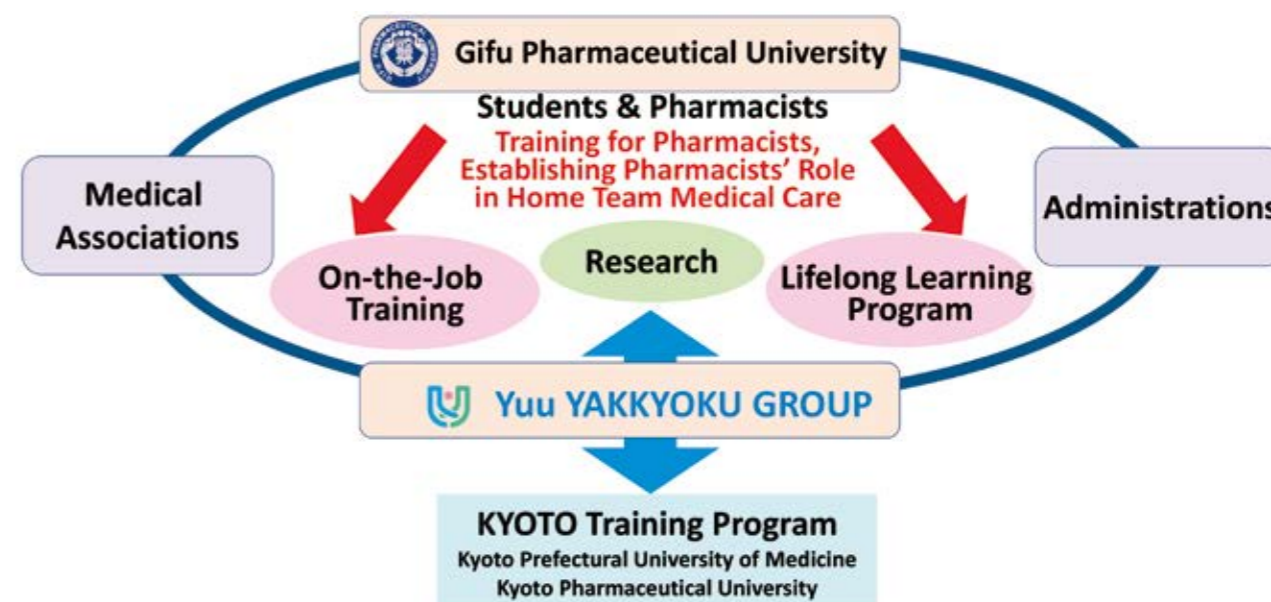 Gifu Pharmaceutical University
Students & Pharmacists
Training for Pharmacists,
Establishing Pharmacists' Role
in Home Team Medical Care
Medical
Associations
Administrations
On-the-Job
Training
Research
Lifelong Learning
Program
Yuu YAKKYOKU GROUP
KYOTO Training Program
Kyoto Prefectural University of Medicine
Kyoto Pharmaceutical University